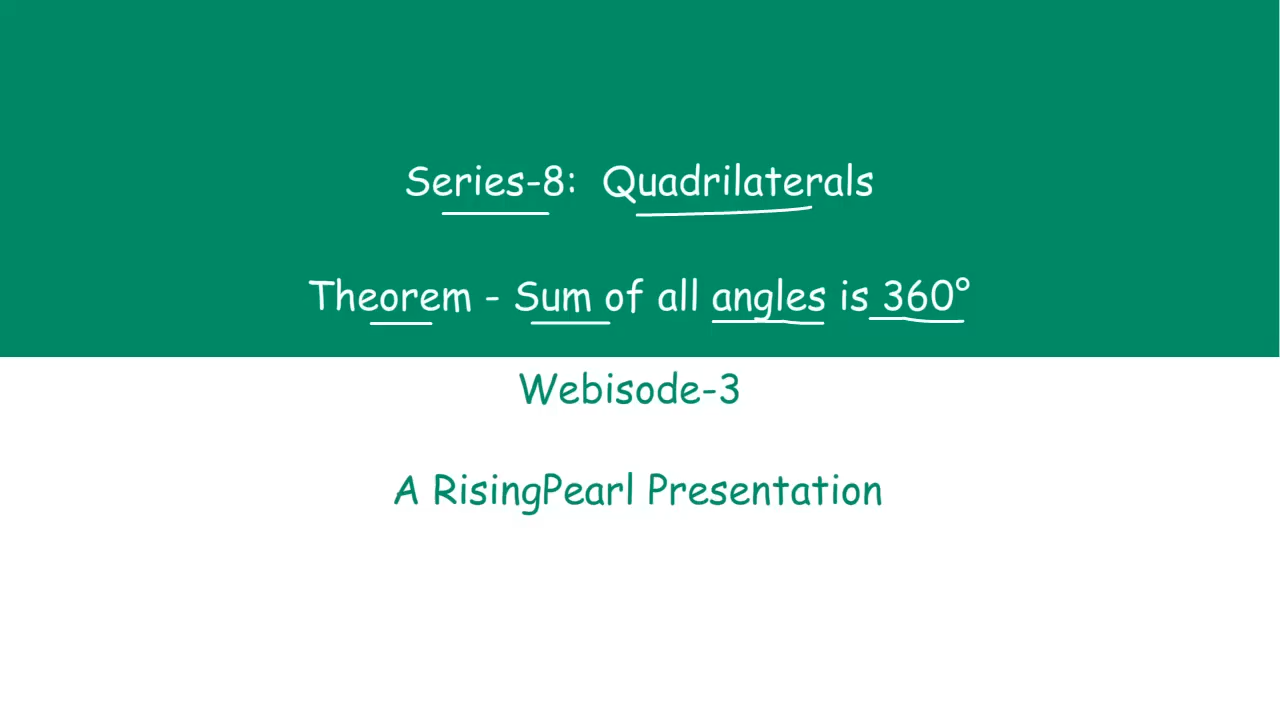 Series-8: Quadrilaterals
Theorem - Sum of all angles is 360°
Webisode-3
A RisingPearl Presentation